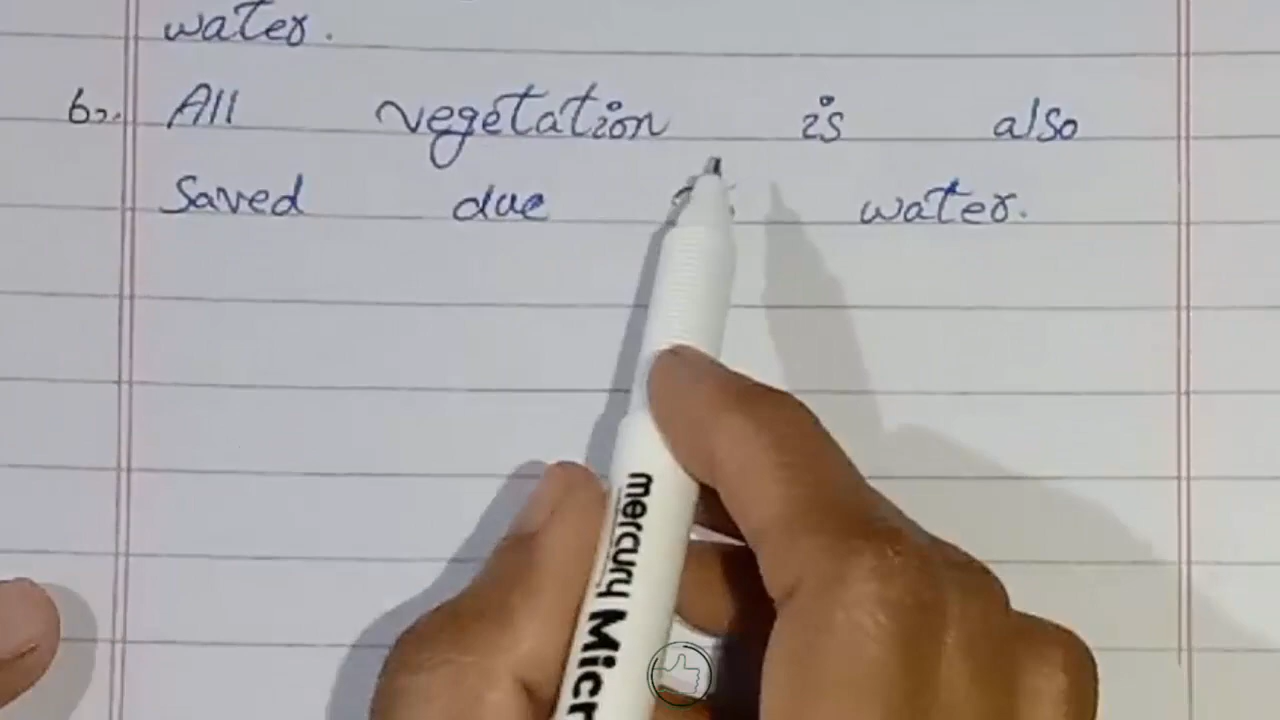 water.
6).  All vegetation is also
Saved due water.
mercury Micr